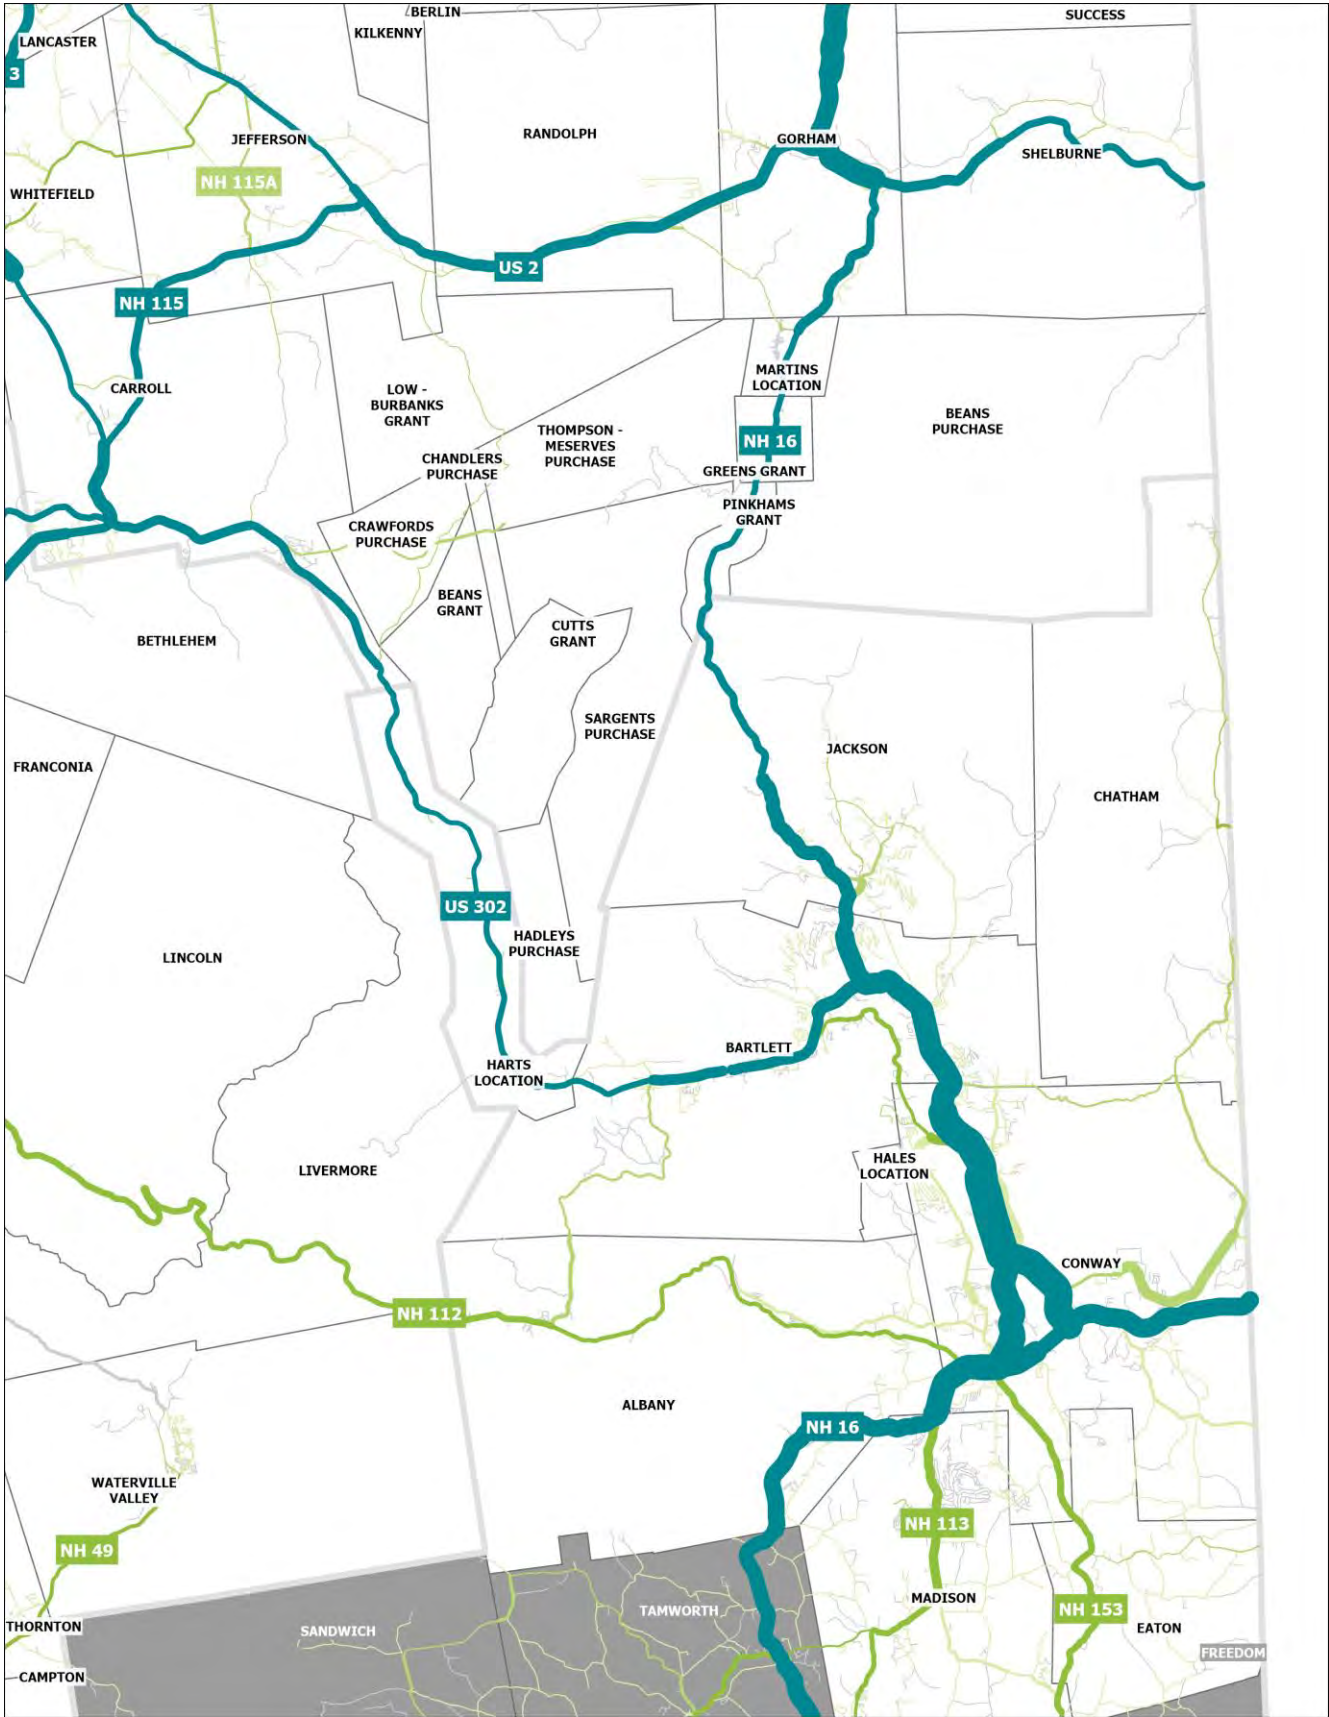 BERLIN
SUCCESS
KILKENNY
LANCASTER
3
RANDOLPH
GORHAM
JEFFERSON
SHELBURNE
NH 115A
WHITEFIELD
US 2
NH 115
MARTINS
LOCATION
CARROLL
LOW -
BURBANKS
GRANT
BEANS
PURCHASE
THOMPSON -
MESERVES
PURCHASE
NH 16
CHANDLERS
PURCHASE
GREENS GRANT
PINKHAMS
GRANT
CRAWFORDS
PURCHASE
BEANS
GRANT
CUTTS
GRANT
BETHLEHEM
SARGENTS
PURCHASE
JACKSON
FRANCONIA
CHATHAM
US 302
HADLEYS
PURCHASE
LINCOLN
BARTLETT
HARTS
LOCATION
HALES
LOCATION
LIVERMORE
CONWAY
NH 112
ALBANY
NH 16
WATERVILLE
VALLEY
NH 113
NH 49
MADISON
NH 153
TAMWORTH
THORNTON
SANDWICH
EATON
FREEDOM
CAMPTON